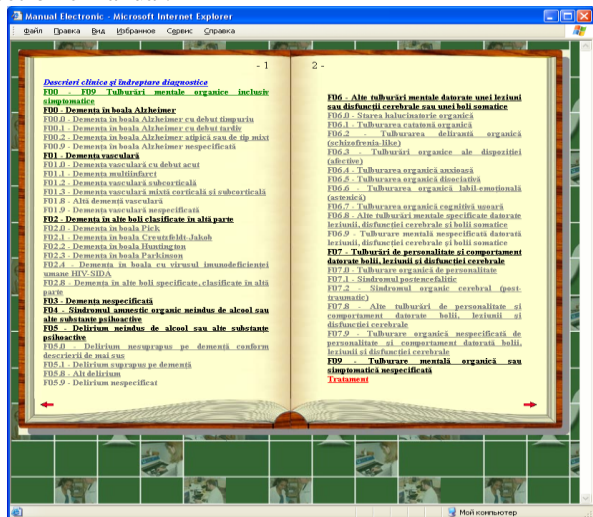 Manual Electronic - Microsoft Internet Explorer
Файл Правка Вид Избранное Сервис Справка
- 1
Descrieri clinice şi îndreptare diagnostice
F00 - F09 Tulburări mentale organice inclusiv
simptomatice
F00 - Demenţa în boala Alzheimer
F00.0 - Demenţa în boala Alzheimer cu debut timpuriu
F00.1 - Demenţa în boala Alzheimer cu debut tardiv
F00.2 - Demenţa în boala Alzheimer atipică sau de tip mixt
F00.9 - Demenţa în boala Alzheimer nespecificată
F01 - Demenţa vasculară
F01.0 - Demenţa vasculară cu debut acut
F01.1 - Demenţa multiinfarct
F01.2 - Demenţa vasculară subcorticală
F01.3 - Demenţa vasculară mixtă corticală şi subcorticală
F01.8 - Altă demenţă vasculară
F01.9 - Demenţa vasculară nespecificată
F02 - Demenţa în alte boli clasificate în altă parte
F02.0 - Demenţa în boala Pick
F02.1 - Demenţa în boala Creutzfeldt-Jakob
F02.2 - Demenţa în boala Huntington
F02.3 - Demenţa în boala Parkinson
F02.4 - Demenţa în boala cu virusul imunodeficienţei
umane HIV-SIDA
F02.8 - Demenţa în alte boli specificate, clasificate în altă
parte
F03 - Demenţa nespecificată
F04 - Sindromul amnestic organic neindus de alcool sau
alte substanţe psihoactive
F05 - Delirium neindus de alcool sau alte substanţe
psihoactive
F05.0 - Delirium nesuprapus pe demenţă conform
descrierii de mai sus
F05.1 - Delirium suprapus pe demenţă
F05.8 - Alt delirium
F05.9 - Delirium nespecificat
2 -
F06 - Alte tulburări mentale datorate unei leziuni
sau disfuncţii cerebrale sau unei boli somatice
F06.0 - Starea halucinatorie organică
F06.1 - Tulburarea catatonă organică
F06.2 - Tulburarea delirantă organică
(schizofrenia-like)
F06.3 - Tulburări organice ale dispoziţiei
(afective)
F06.4 - Tulburarea organică anxioasă
F06.5 - Tulburarea organică disociativă
F06.6 - Tulburarea organică labil-emoţională
(astenică)
F06.7 - Tulburarea organică cognitivă uşoară
F06.8 - Alte tulburări mentale specificate datorate
leziunii, disfuncţiei cerebrale şi bolii somatice
F06.9 - Tulburare mentală nespecificată datorată
leziunii, disfuncţiei cerebrale şi bolii somatice
F07 - Tulburări de personalitate şi comportament
datorate bolii, leziunii şi disfuncţiei cerebrale
F07.0 - Tulburare organică de personalitate
F07.1 - Sindromul postencefalitic
F07.2 - Sindromul organic cerebral (post-
traumatic)
F07.8 - Alte tulburări de personalitate şi
comportament datorate bolii, leziunii şi
disfuncţiei cerebrale
F07.9 - Tulburare organică nespecificată de
personalitate şi comportament datorată bolii,
leziunii şi disfuncţiei cerebrale
F09 - Tulburare mentală organică sau
simptomatică nespecificată
Tratament
Мой компьютер